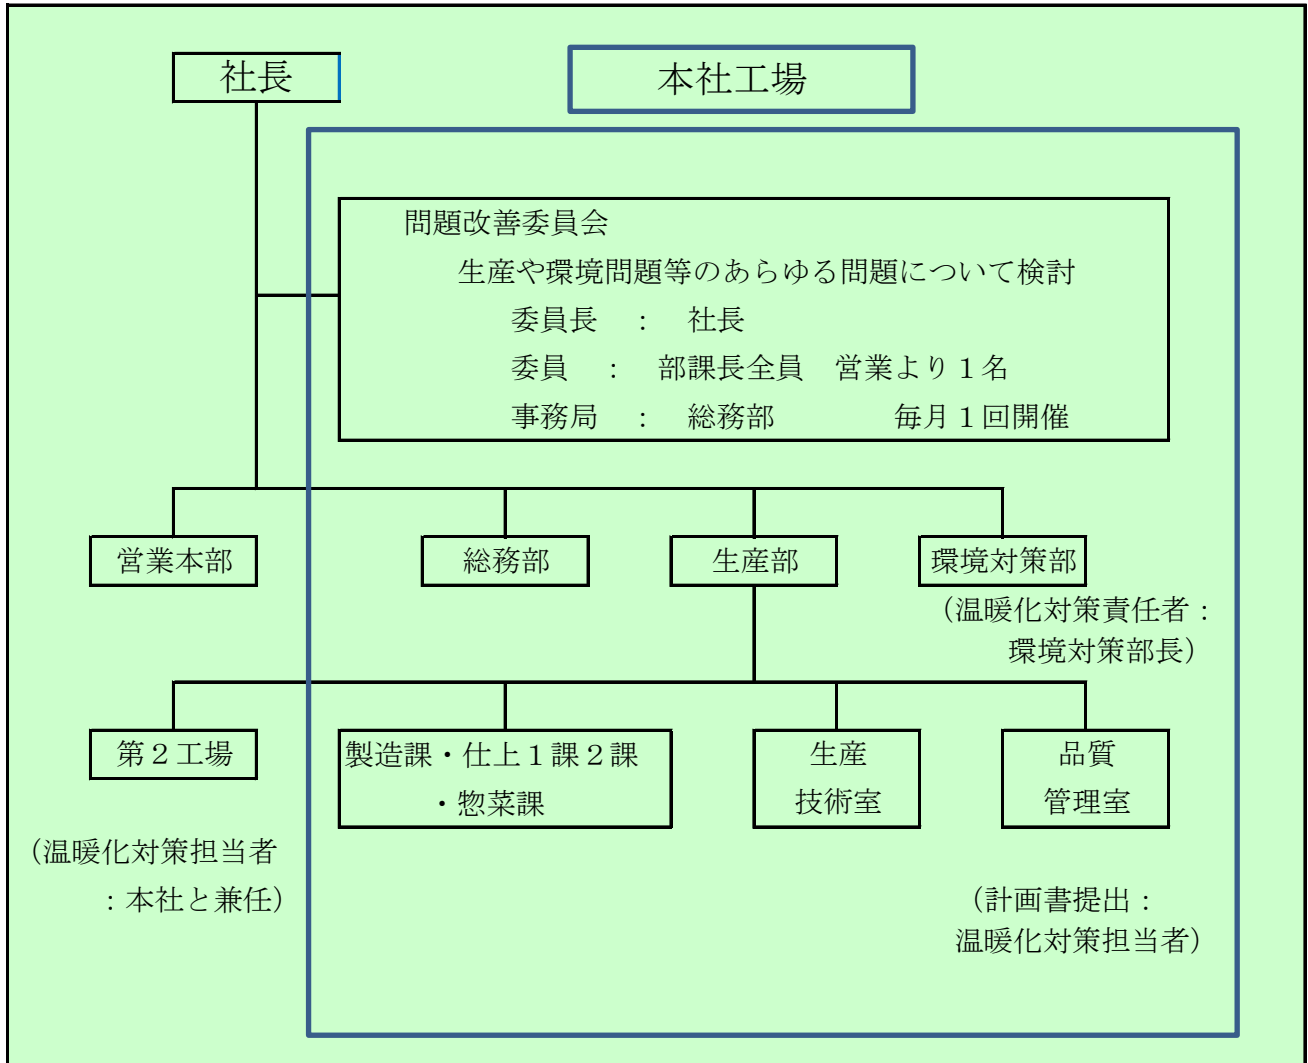 社長
本社工場
問題改善委員会
生産や環境問題等のあらゆる問題について検討
委員長　：　社長
委員　：　部課長全員　営業より１名
事務局　：　総務部　　　　毎月１回開催
営業本部
総務部
生産部
環境対策部
（温暖化対策責任者：
環境対策部長）
第２工場
製造課・仕上１課２課
・惣菜課
生産
技術室
品質
管理室
（温暖化対策担当者
：本社と兼任）
（計画書提出：
温暖化対策担当者）